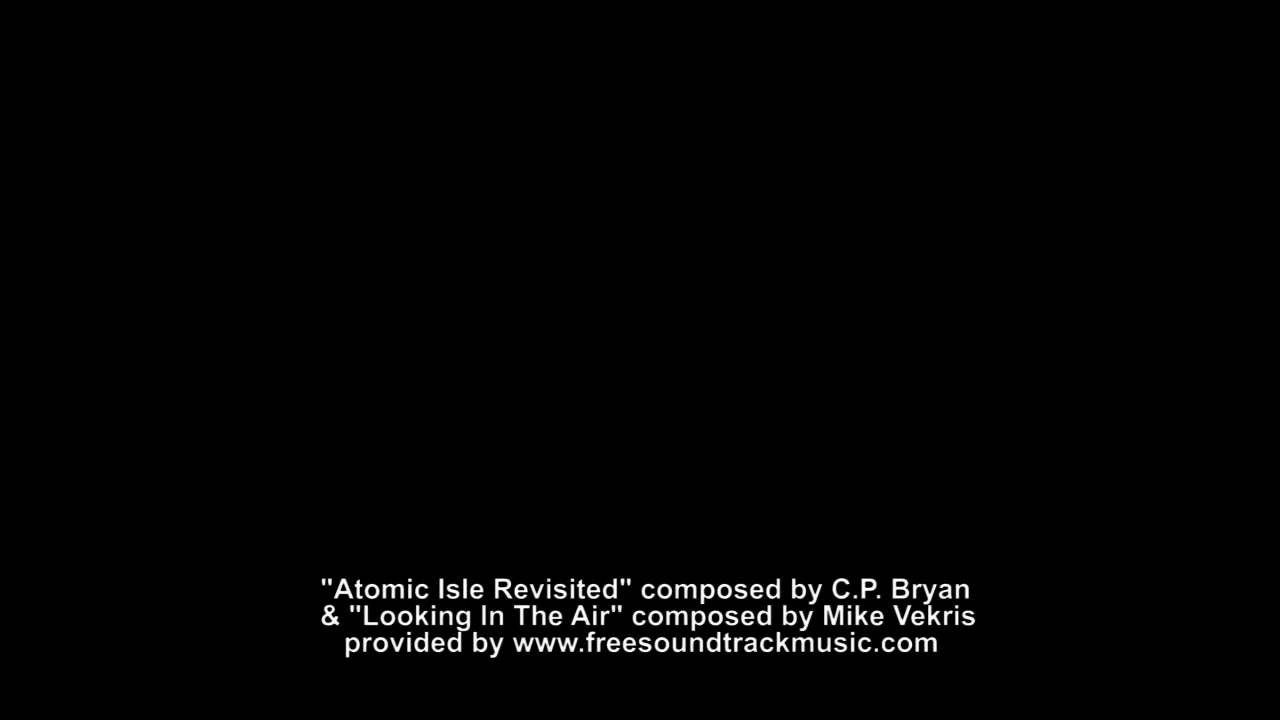 "Atomic Isle Revisited" composed by C.P. Bryan
& "Looking In The Air" composed by Mike Vekris
provided by www.freesoundtrackmusic.com